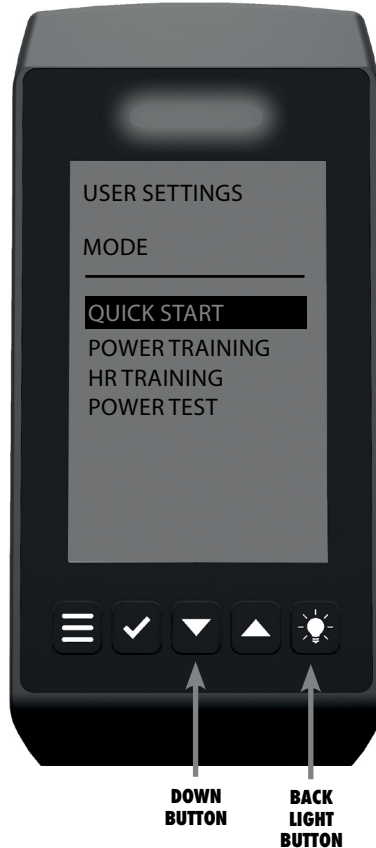 USER SETTINGS
MODE
QUICK START
POWER TRAINING
HR TRAINING
POWER TEST
DOWN
BUTTON
BACK
LIGHT
BUTTON